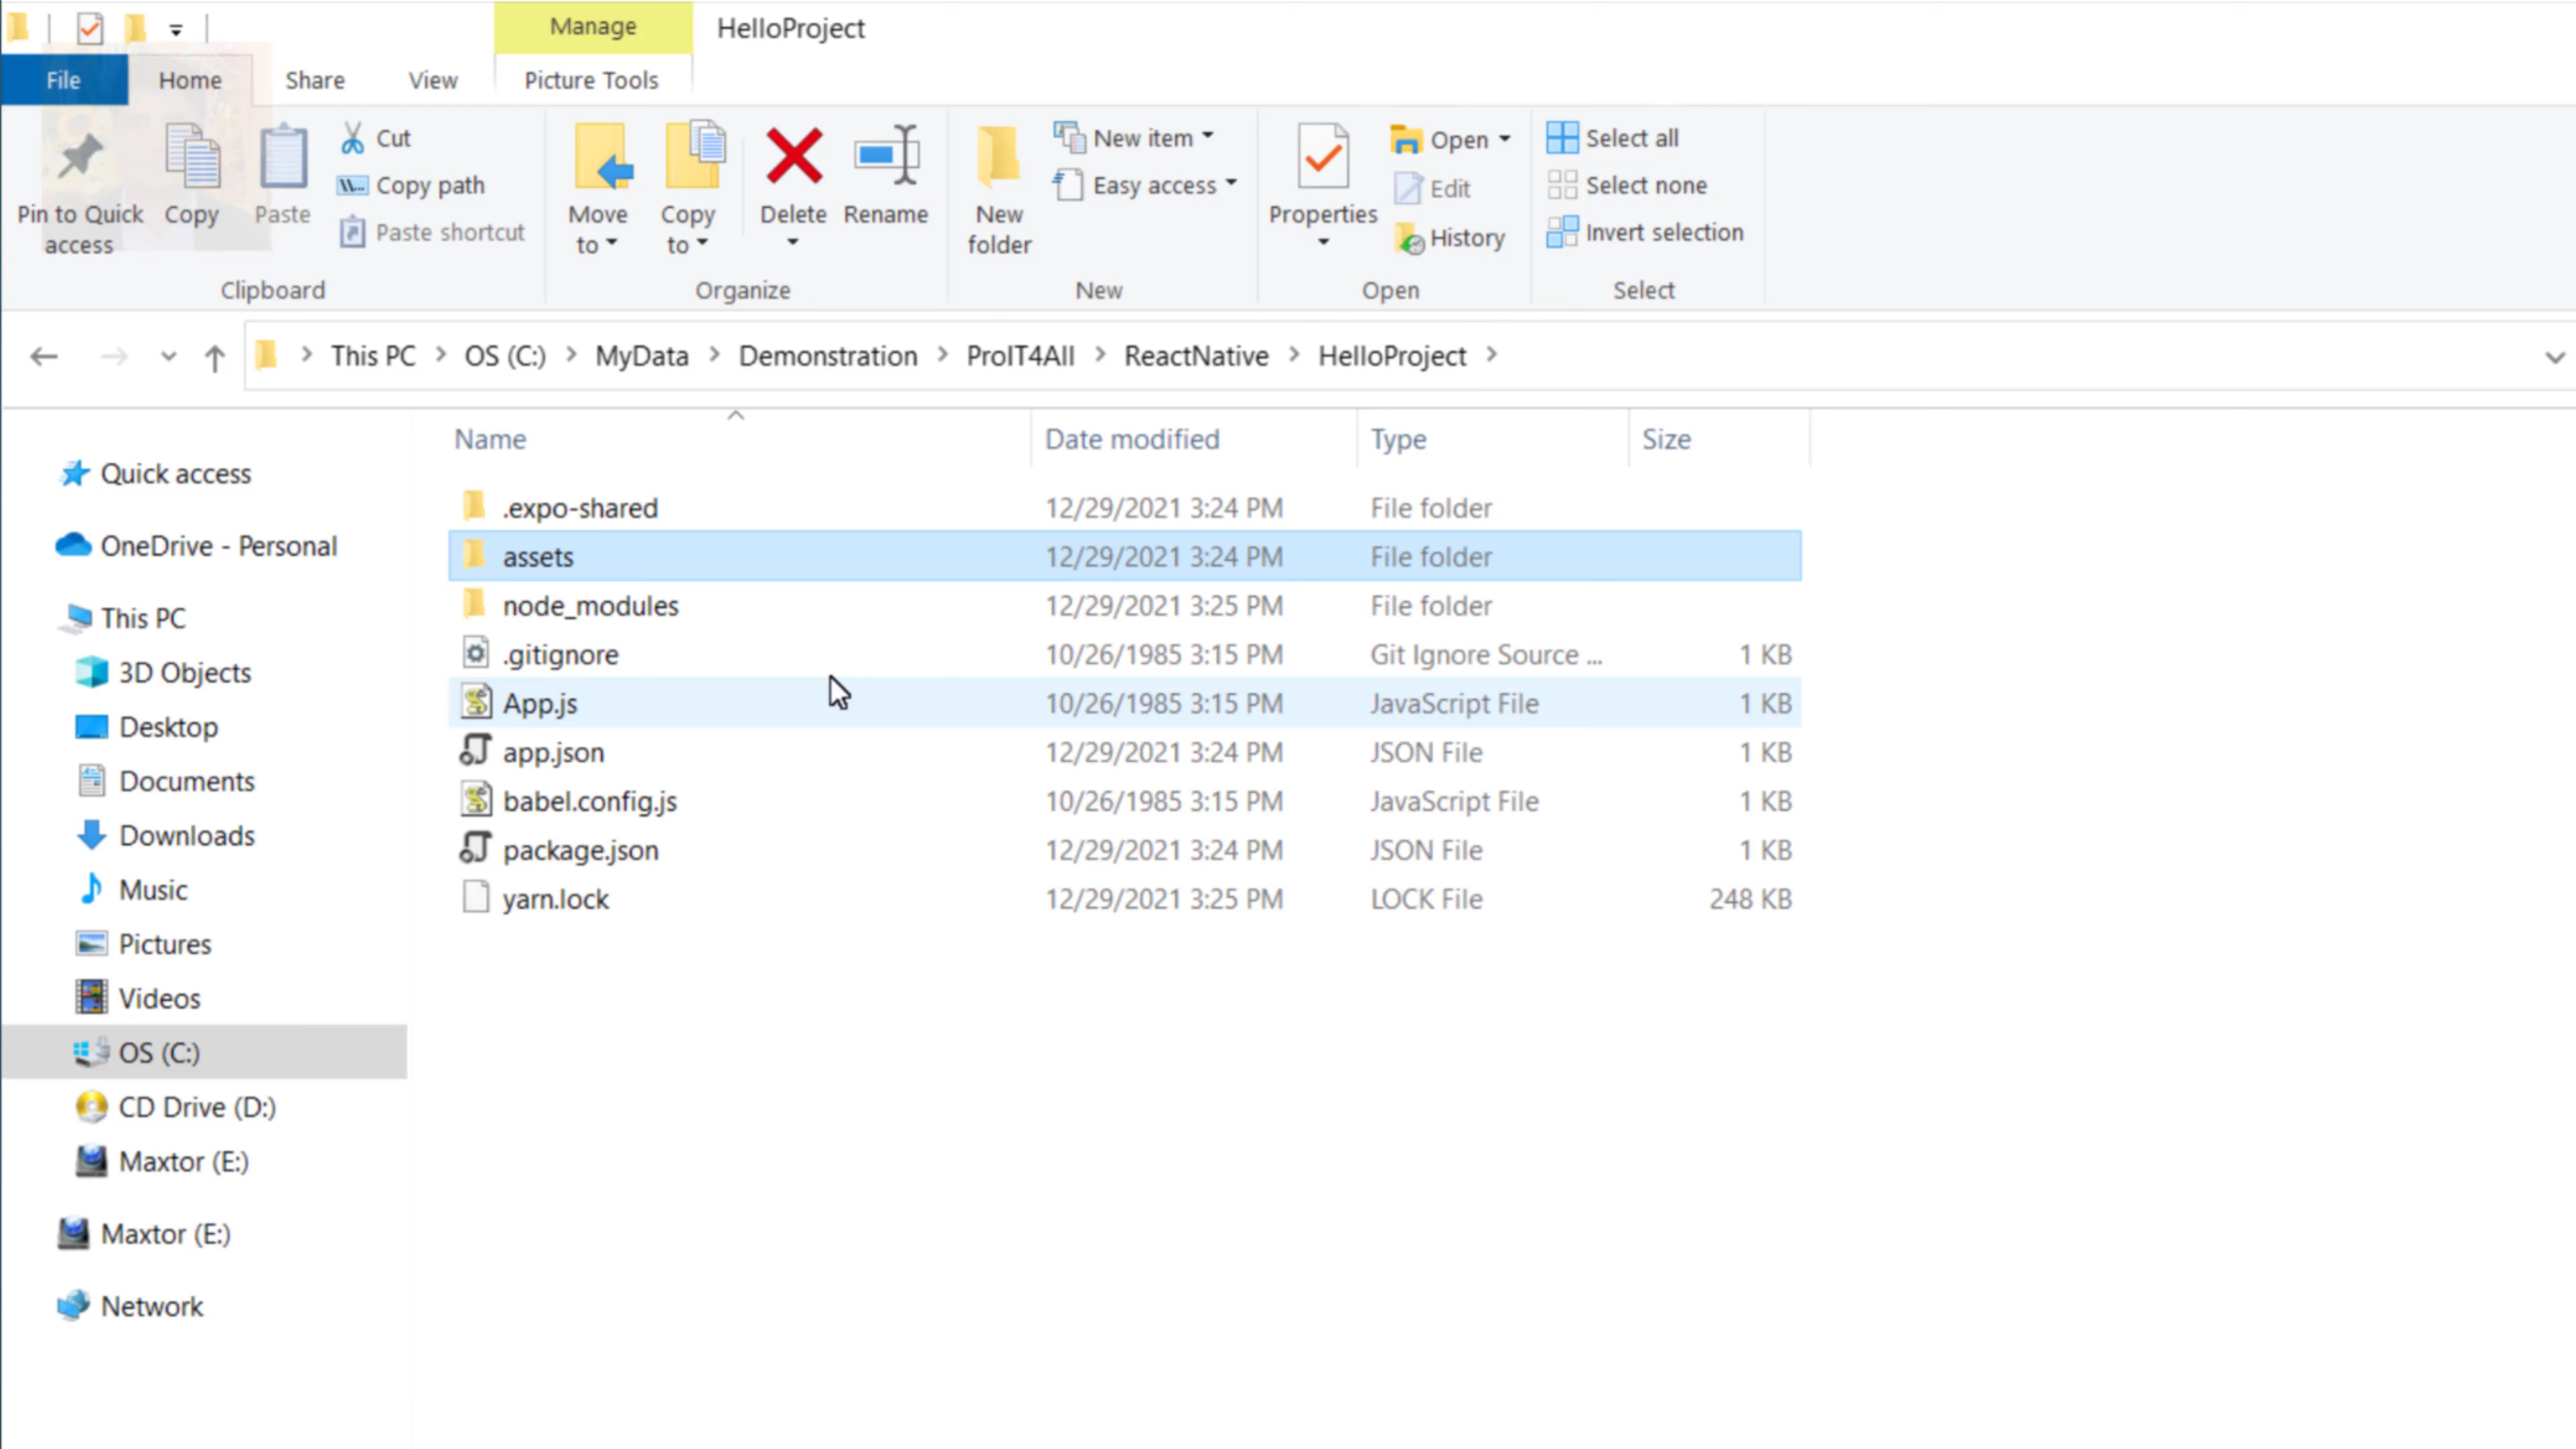 Manage
HelloProject
File Home Share View Picture Tools
Pin to Quick access
Copy
Paste
Cut
Copy path
Paste shortcut
Clipboard
Move to
Copy to
Delete
Rename
Organize
New folder
New item
Easy access
New
Properties
Open
Edit
History
Open
Select all
Select none
Invert selection
Select
This PC > OS (C:) > MyData > Demonstration > ProIT4All > ReactNative > HelloProject >
Name Date modified Type Size
.expo-shared 12/29/2021 3:24 PM File folder
assets 12/29/2021 3:24 PM File folder
node_modules 12/29/2021 3:25 PM File folder
.gitignore 10/26/1985 3:15 PM Git Ignore Source ... 1 KB
App.js 10/26/1985 3:15 PM JavaScript File 1 KB
app.json 12/29/2021 3:24 PM JSON File 1 KB
babel.config.js 10/26/1985 3:15 PM JavaScript File 1 KB
package.json 12/29/2021 3:24 PM JSON File 1 KB
yarn.lock 12/29/2021 3:25 PM LOCK File 248 KB
Quick access
OneDrive - Personal
This PC
3D Objects
Desktop
Documents
Downloads
Music
Pictures
Videos
OS (C:)
CD Drive (D:)
Maxtor (E:)
Maxtor (E:)
Network